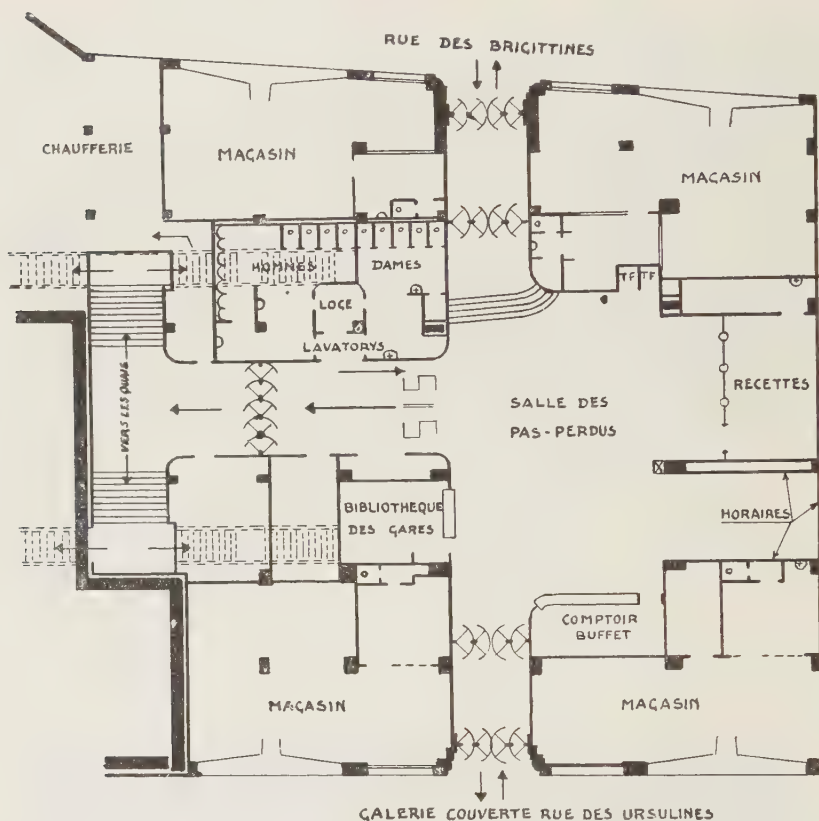 RUE DES BRIGITTINES
CHAUFFERIE
MAGASIN
MAGASIN
HOMMES
DAMES
TF TF
LOGE
LAVATORYS
VERS LES QUAIS
SALLE DES
PAS-PERDUS
RECETTES
BIBLIOTHEQUE
DES GARES
HORAIRES
COMPTOIR
BUFFET
MAGASIN
MAGASIN
GALERIE COUVERTE RUE DES URSULINES